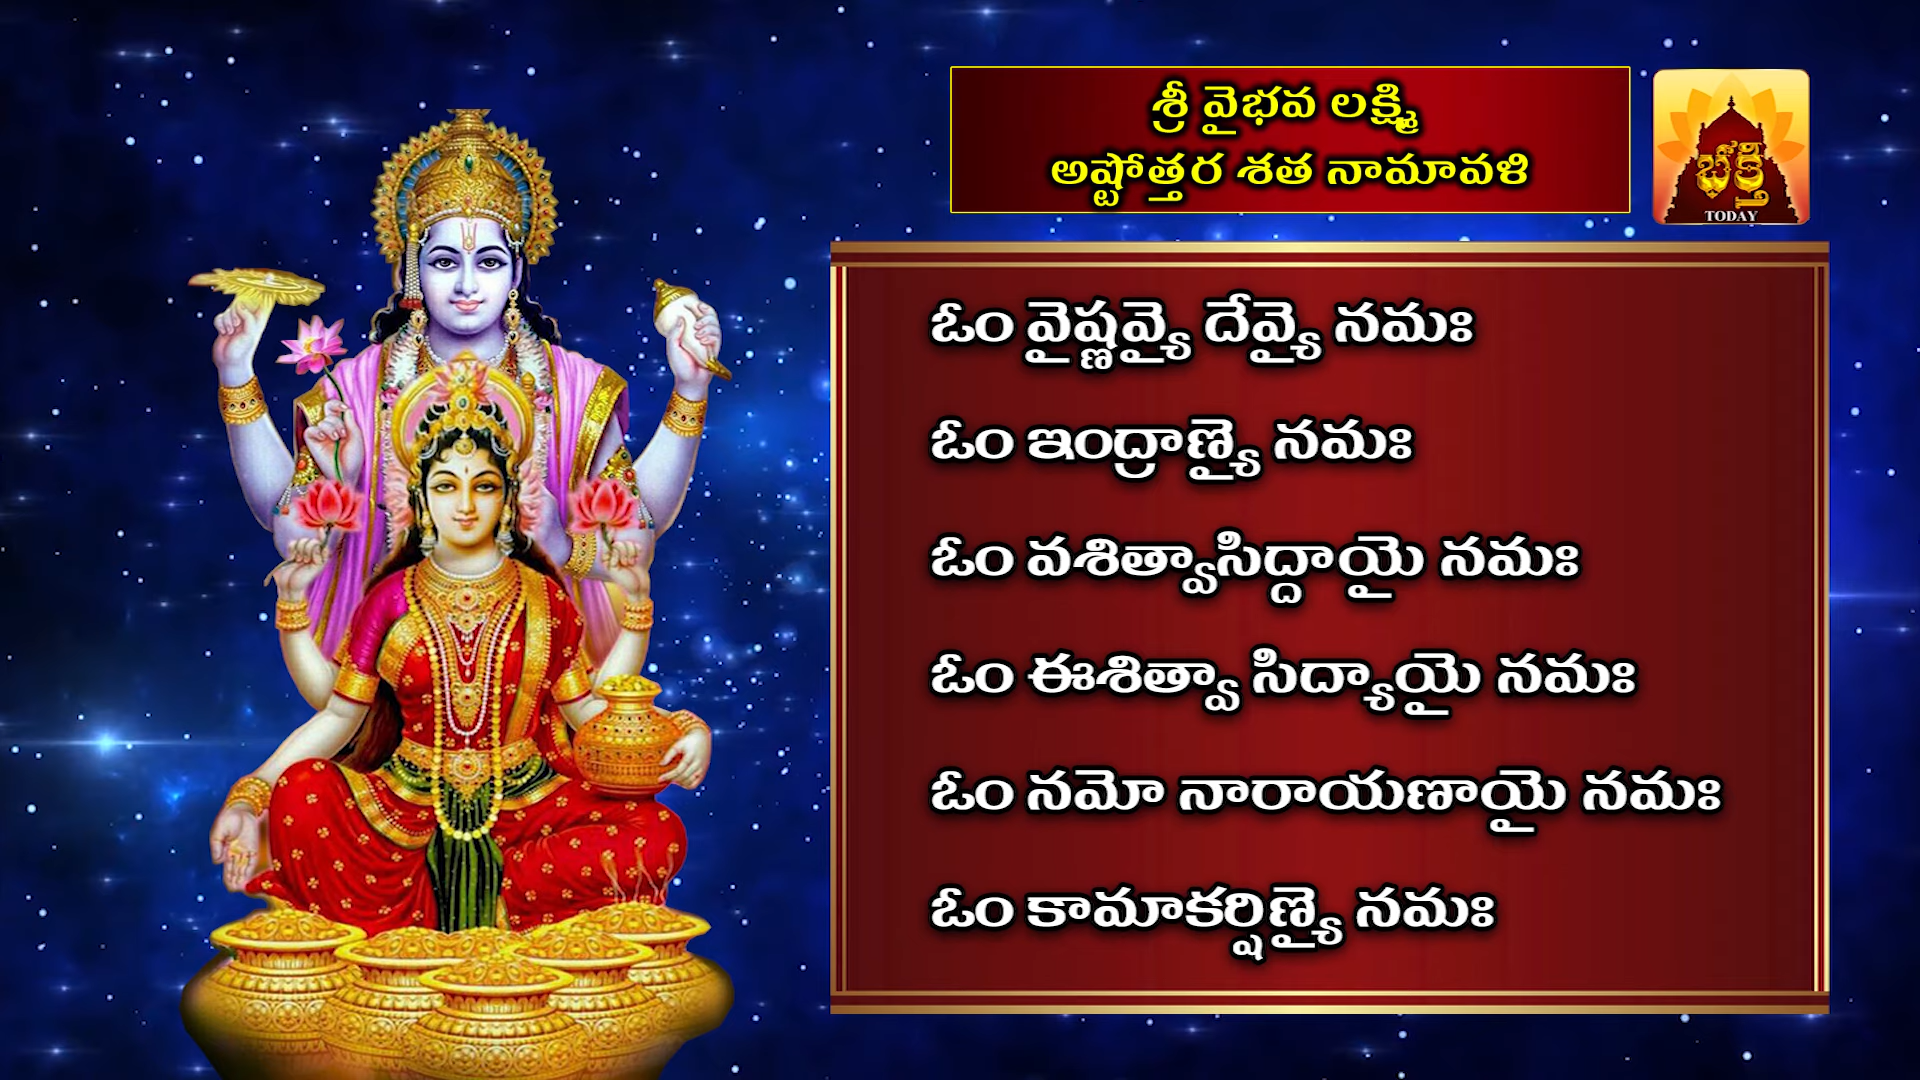 శ్రీ వైభవ లక్ష్మి
అష్టోత్తర శత నామావళి
భక్తి
TODAY
ఓం వైష్ణవ్యై దేవ్యై నమః
ఓం ఇంద్రాణ్యై నమః
ఓం వశిత్వాసిద్దాయై నమః
ఓం ఈశిత్వా సిద్యాయై నమః
ఓం నమో నారాయణాయై నమః
ఓం కామాకర్షిణ్యై నమః